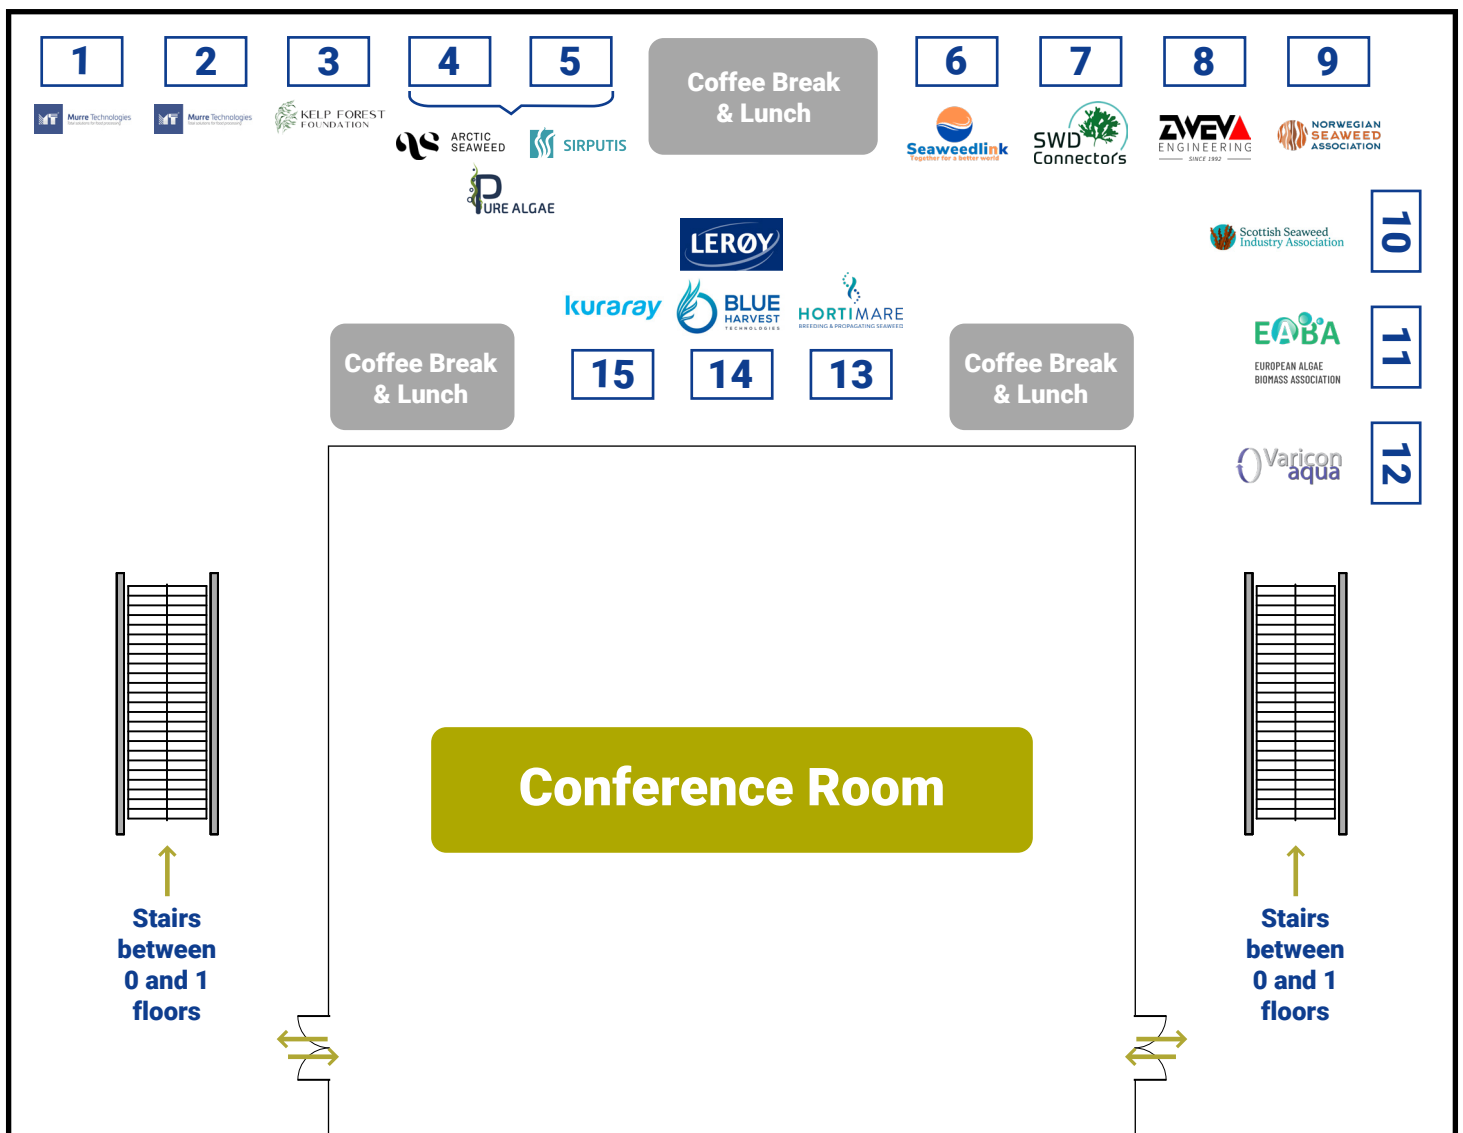 1
2
3
4
5
Coffee Break
& Lunch
6
7
8
9
MT
Murre Technologies
MT
Murre Technologies
KELP FOREST
FOUNDATION
as
ARCTIC
SEAWEED
SIRPUTIS
PURE ALGAE
Seaweedlink
Together for a better world
SWD
Connectors
ZWEVA
ENGINEERING
SINCE 1992
NORWEGIAN
SEAWEED
ASSOCIATION
Scottish Seaweed
Industry Association
10
LERØY
kuraray
BLUE
HARVEST
TECHNOLOGIES
HORTIMARE
BREEDING & PROPAGATING SEAWEED
EABA
EUROPEAN ALGAE
BIOMASS ASSOCIATION
11
Coffee Break
& Lunch
15
14
13
Coffee Break
& Lunch
Varicon
aqua
12
Conference Room
Stairs
between
0 and 1
floors
Stairs
between
0 and 1
floors